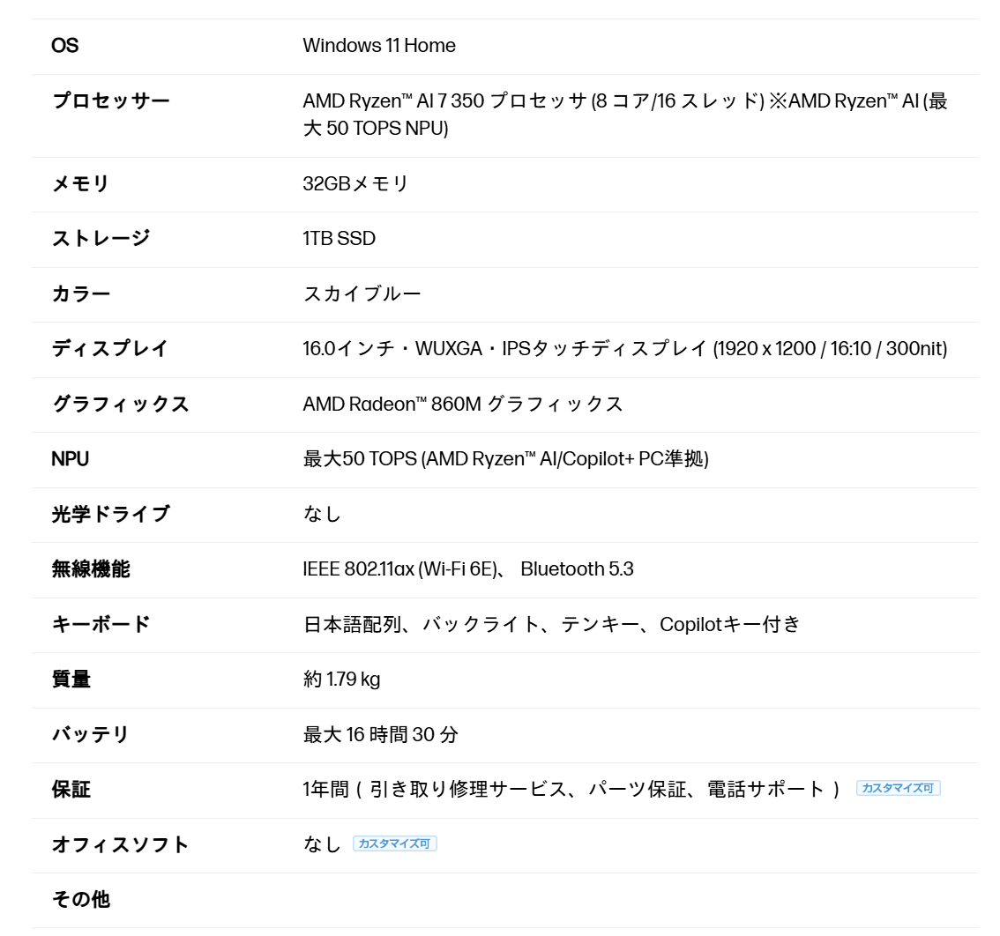 OS
Windows 11 Home
プロセッサー
AMD Ryzen™ AI 7 350 プロセッサ (8 コア/16 スレッド) ※AMD Ryzen™ AI (最
大 50 TOPS NPU)
メモリ
32GBメモリ
ストレージ
1TB SSD
カラー
スカイブルー
ディスプレイ
16.0インチ・WUXGA・IPSタッチディスプレイ (1920 x 1200 / 16:10 / 300nit)
グラフィックス
AMD Radeon™ 860M グラフィックス
NPU
最大50 TOPS (AMD Ryzen™ AI/Copilot+ PC準拠)
光学ドライブ
なし
無線機能
IEEE 802.11ax (Wi-Fi 6E)、 Bluetooth 5.3
キーボード
日本語配列、バックライト、テンキー、Copilotキー付き
質量
約 1.79 kg
バッテリ
最大 16 時間 30 分
保証
1年間 ( 引き取り修理サービス、パーツ保証、電話サポート ) カスタマイズ可
オフィスソフト
なし カスタマイズ可
その他